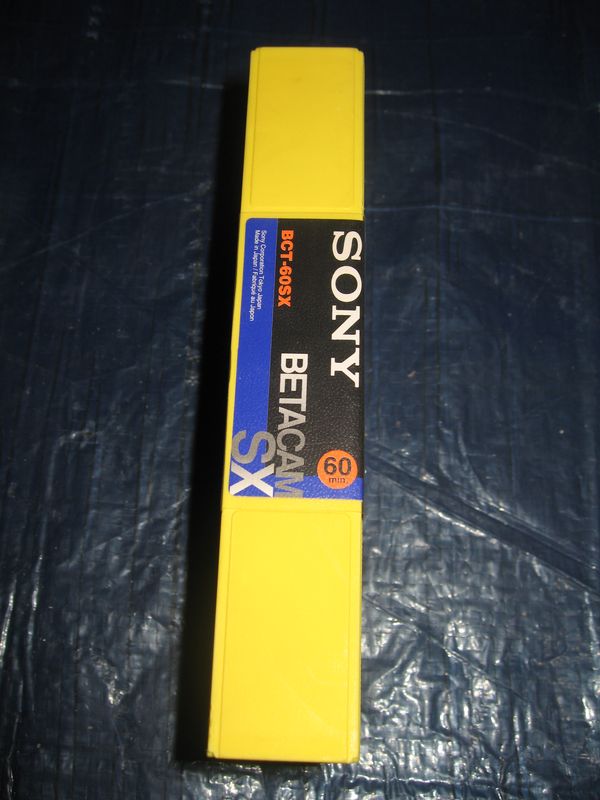 SONY
60
min.
BCT-60SX
BETACAM
SX
Sony Corporation Tokyo Japan
Made in Japan / Fabriqué au Japon